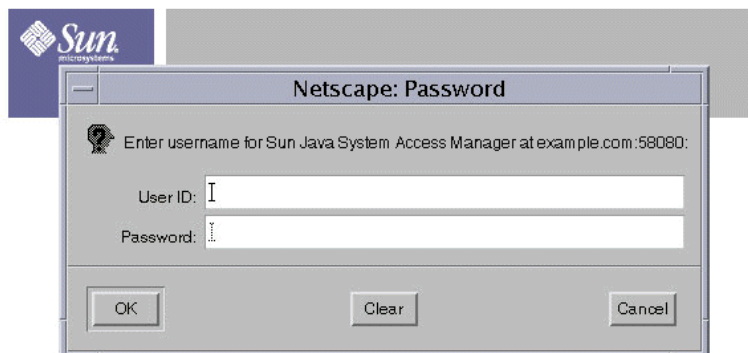 Sun
microsystems
Netscape: Password
Enter username for Sun Java System Access Manager at example.com:58080:
User ID:
Password:
OK Clear Cancel